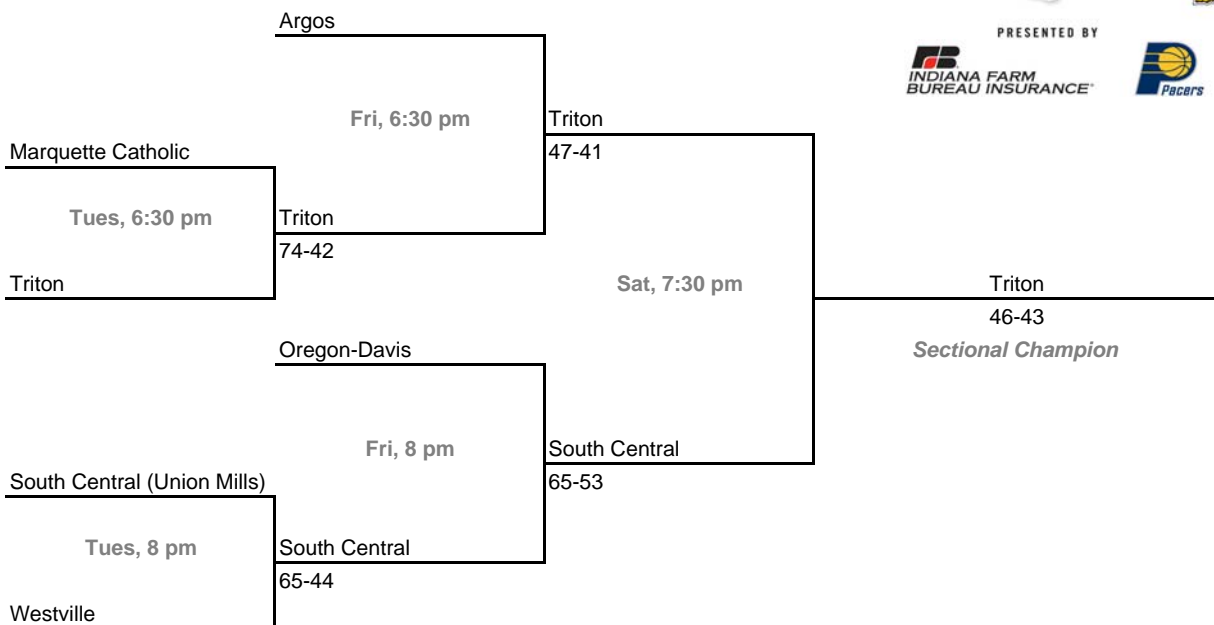 Argos
PRESENTED BY
INDIANA FARM
BUREAU INSURANCE
Pacers
Fri, 6:30 pm
Triton
47-41
Marquette Catholic
Tues, 6:30 pm
Triton
74-42
Triton
Sat, 7:30 pm
Triton
46-43
Sectional Champion
Oregon-Davis
Fri, 8 pm
South Central
65-53
South Central (Union Mills)
Tues, 8 pm
South Central
65-44
Westville